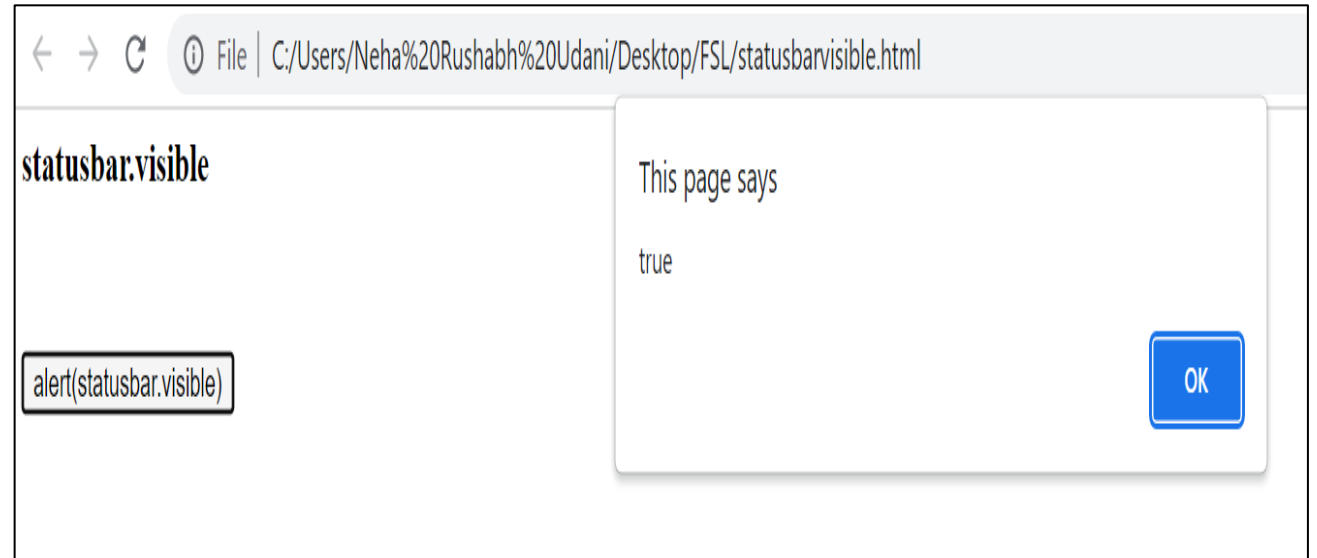 File | C:/Users/Neha%20Rushabh%20Udani/Desktop/FSL/statusbarvisible.html
statusbar.visible
This page says
true
alert(statusbar.visible)
OK